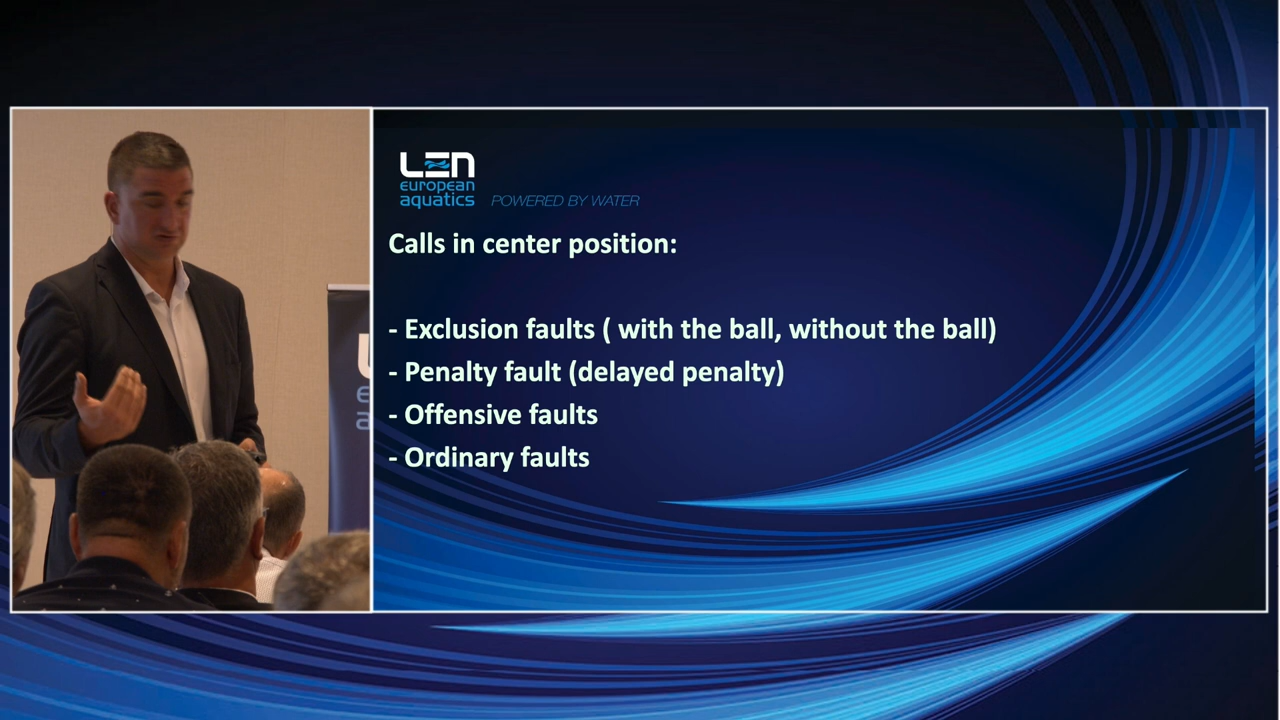 LEN
european
aquatics POWERED BY WATER
Calls in center position:
- Exclusion faults ( with the ball, without the ball)
- Penalty fault (delayed penalty)
- Offensive faults
- Ordinary faults